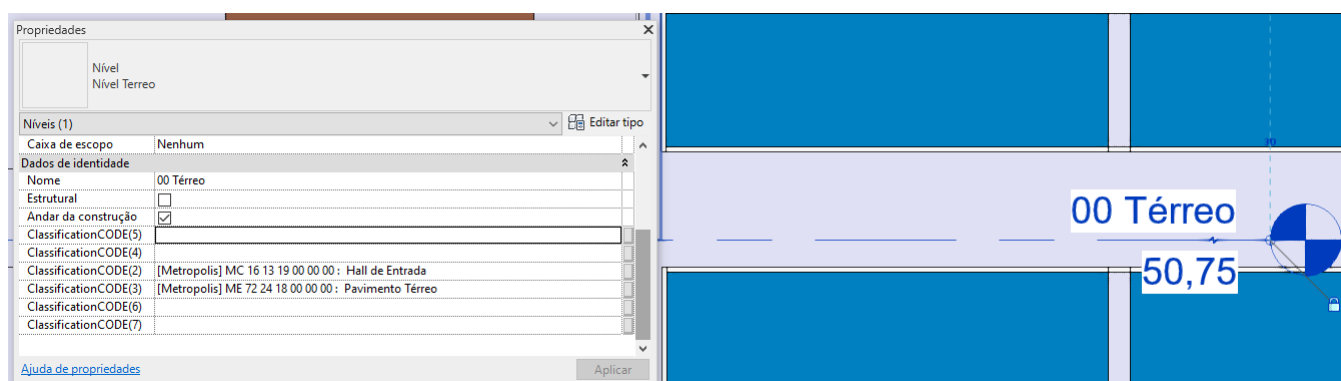 Propriedades
Nível
Nível Terreo
Níveis (1)
Editar tipo
Caixa de escopo Nenhum
Dados de identidade
Nome 00 Térreo
Estrutural
Andar da construção
ClassificationCODE(5)
ClassificationCODE(4)
ClassificationCODE(2) [Metropolis] MC 16 13 19 00 00 00 : Hall de Entrada
ClassificationCODE(3) [Metropolis] ME 72 24 18 00 00 00 : Pavimento Térreo
ClassificationCODE(6)
ClassificationCODE(7)
Ajuda de propriedades
Aplicar
00 Térreo
50,75